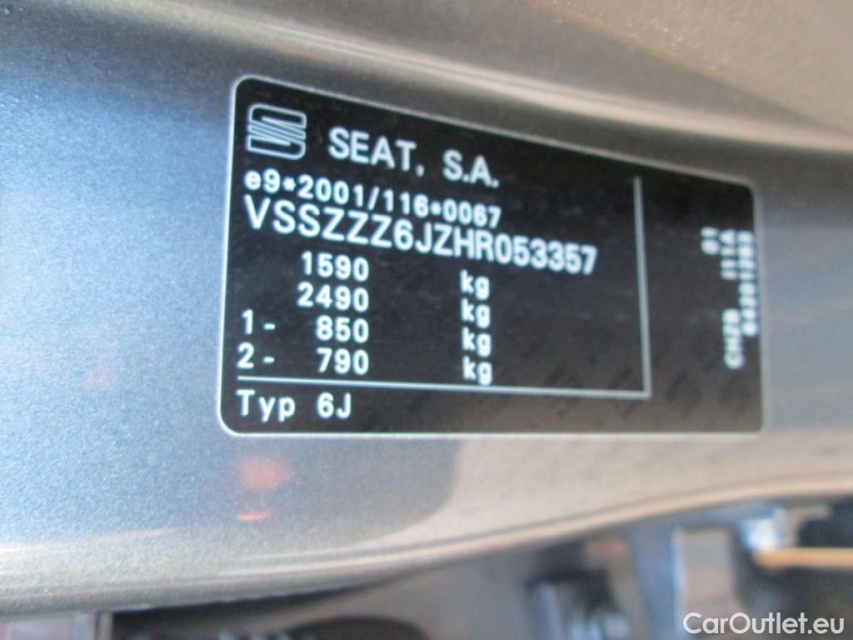 SEAT, S.A.
e9*2001/116*0067
VSSZZZ6JZHR053357
1590 kg
2490 kg
1- 850 kg
2- 790 kg
Typ 6J
CHZB
CarOutlet.eu